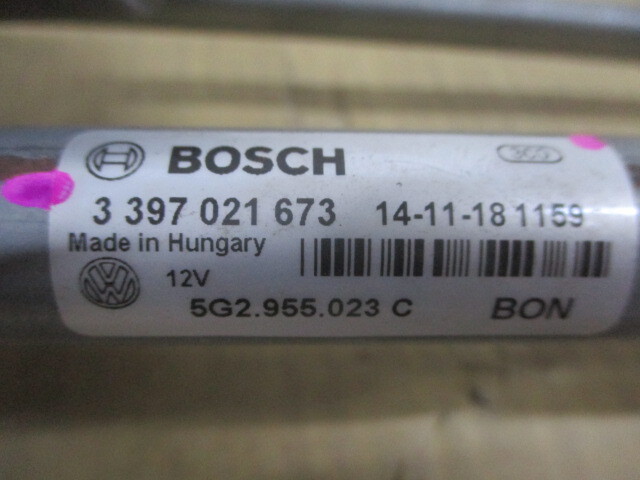 BOSCH
3 397 021 673 14-11-18 1159
Made in Hungary
12V
5G2.955.023 C BON